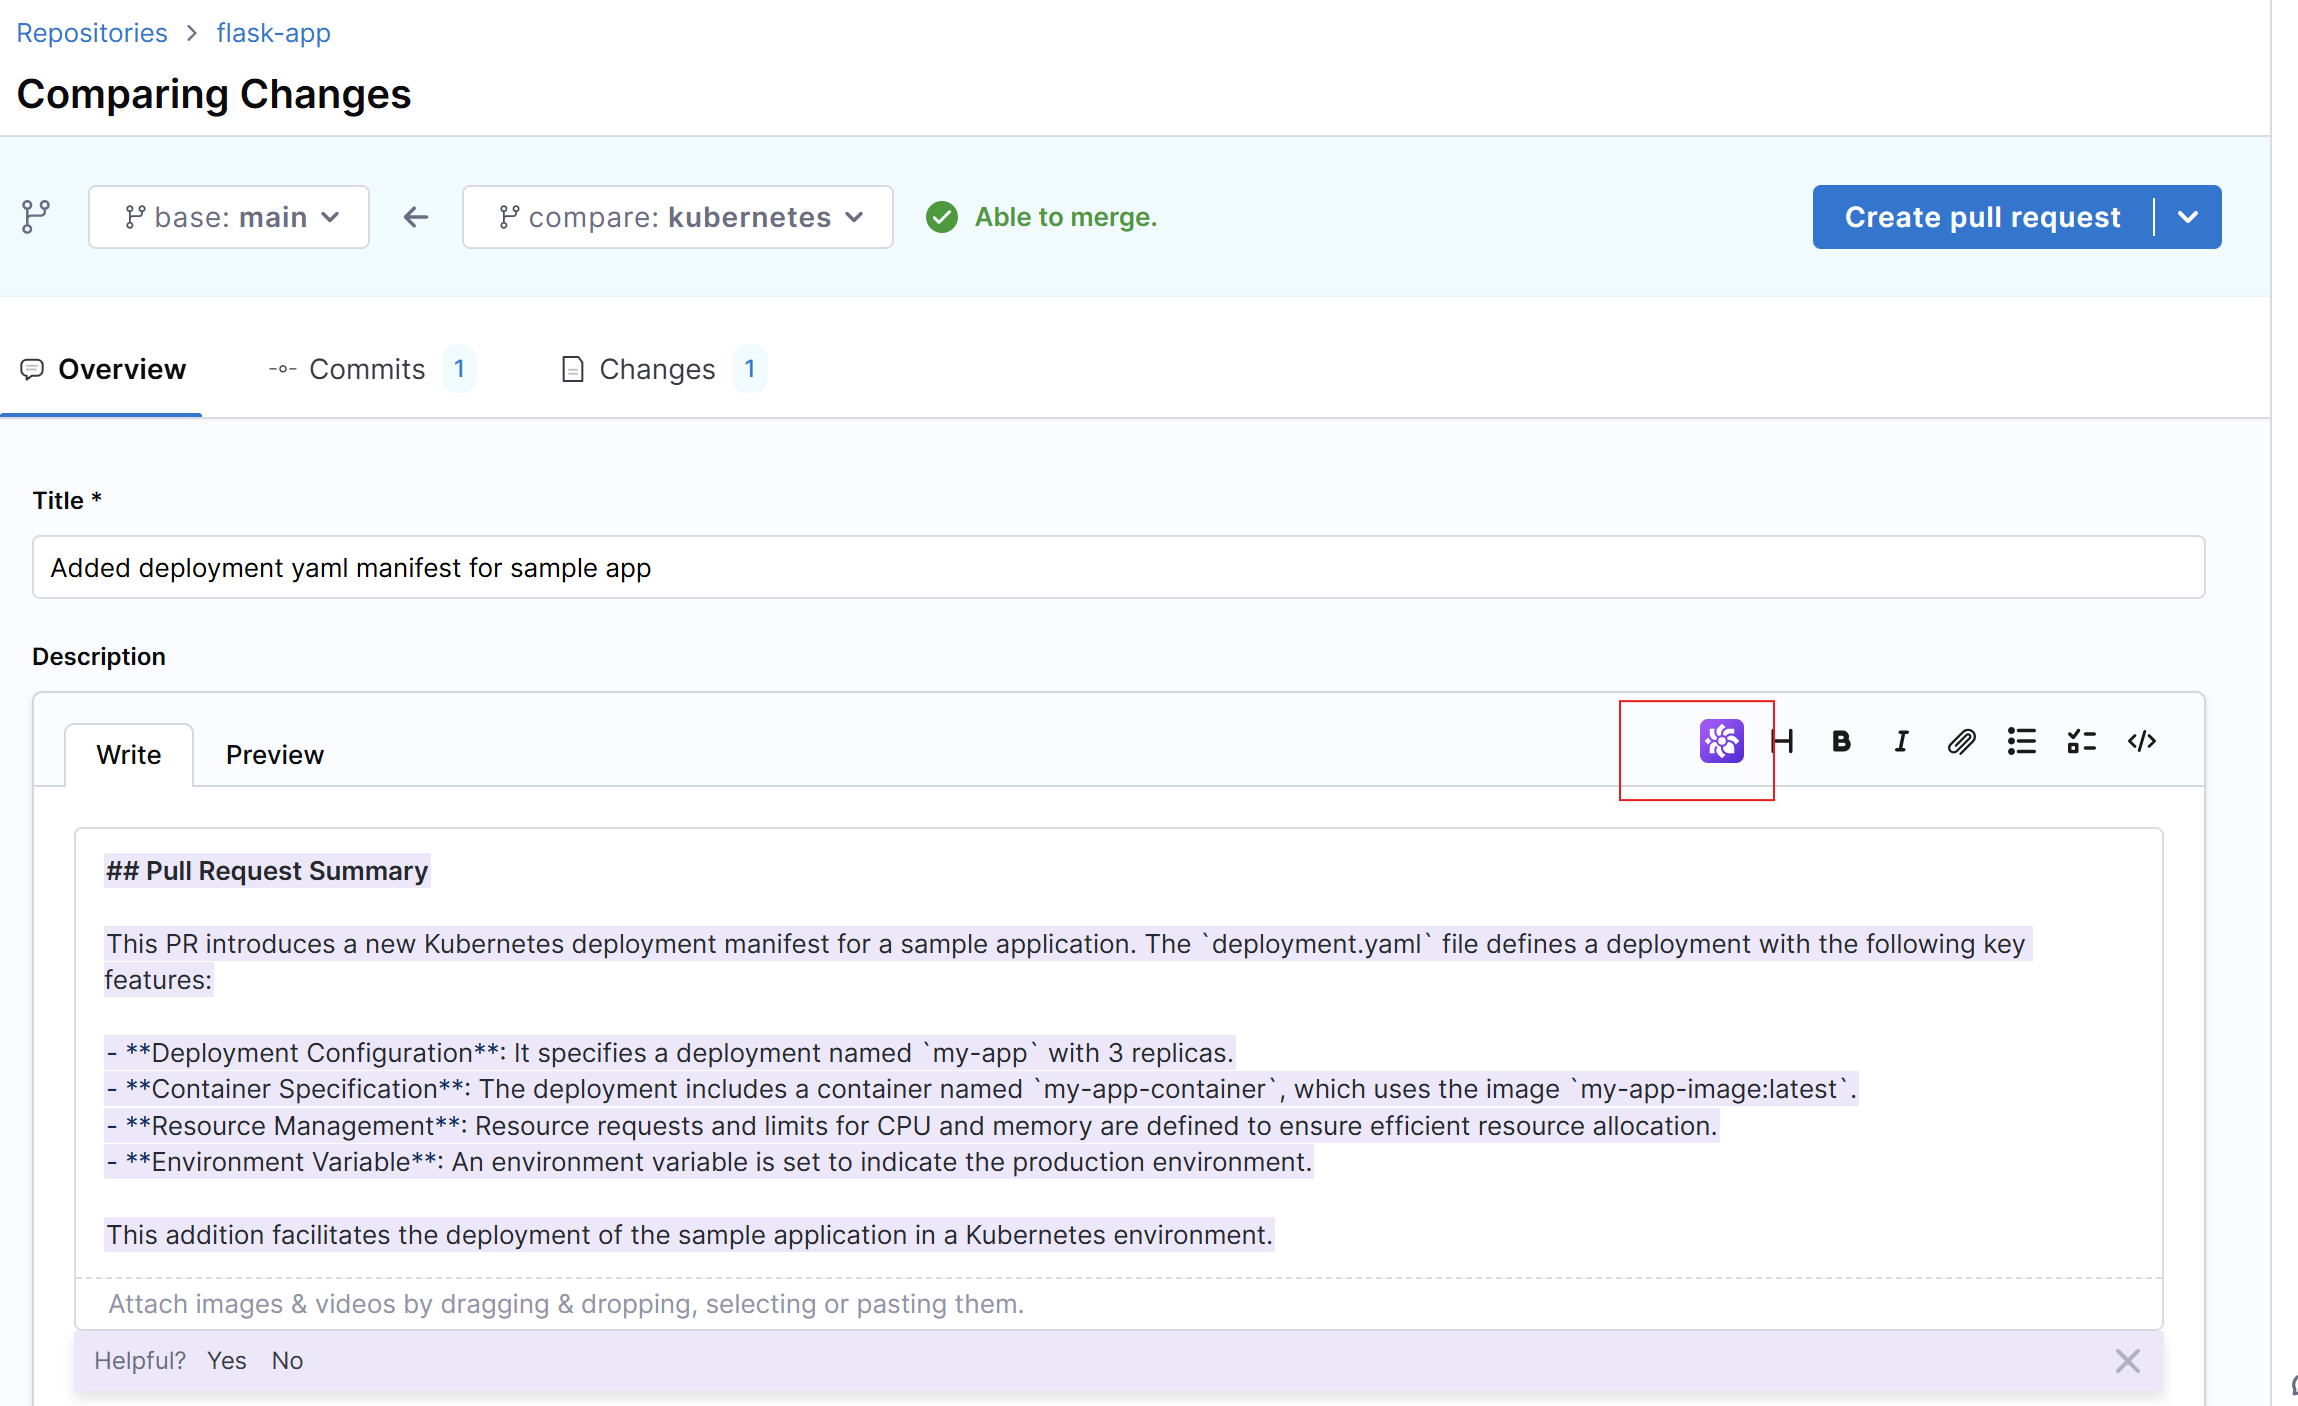 Repositories > flask-app
Comparing Changes
base: main
compare: kubernetes
Able to merge.
Create pull request
Overview
Commits 1
Changes 1
Title *
Added deployment yaml manifest for sample app
Description
Write
Preview
H B I </>
## Pull Request Summary
This PR introduces a new Kubernetes deployment manifest for a sample application. The `deployment.yaml` file defines a deployment with the following key
features:
- **Deployment Configuration**: It specifies a deployment named `my-app` with 3 replicas.
- **Container Specification**: The deployment includes a container named `my-app-container`, which uses the image `my-app-image:latest`.
- **Resource Management**: Resource requests and limits for CPU and memory are defined to ensure efficient resource allocation.
- **Environment Variable**: An environment variable is set to indicate the production environment.
This addition facilitates the deployment of the sample application in a Kubernetes environment.
Attach images & videos by dragging & dropping, selecting or pasting them.
Helpful? Yes No